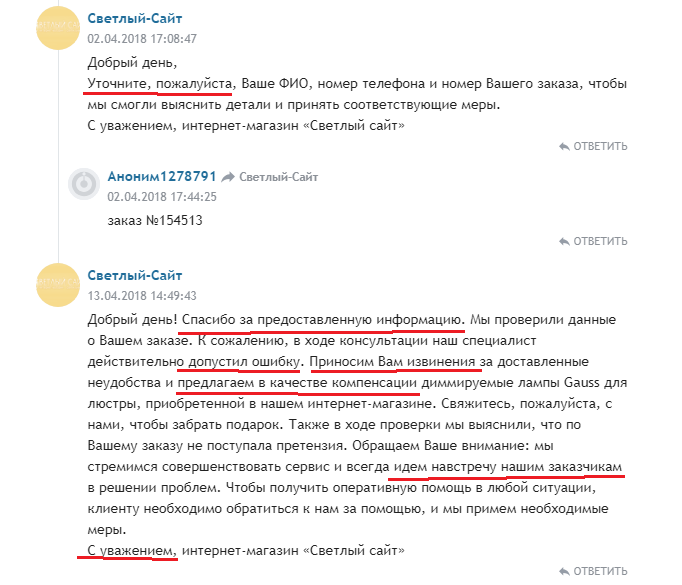 Светлый-Сайт
02.04.2018 17:08:47
Добрый день,
Уточните, пожалуйста, Ваше ФИО, номер телефона и номер Вашего заказа, чтобы
мы смогли выяснить детали и принять соответствующие меры.
С уважением, интернет-магазин «Светлый сайт»
ОТВЕТИТЬ
Аноним1278791 Светлый-Сайт
02.04.2018 17:44:25
заказ №154513
ОТВЕТИТЬ
Светлый-Сайт
13.04.2018 14:49:43
Добрый день! Спасибо за предоставленную информацию. Мы проверили данные
о Вашем заказе. К сожалению, в ходе консультации наш специалист
действительно допустил ошибку. Приносим Вам извинения за доставленные
неудобства и предлагаем в качестве компенсации диммируемые лампы Gauss для
люстры, приобретенной в нашем интернет-магазине. Свяжитесь, пожалуйста, с
нами, чтобы забрать подарок. Также в ходе проверки мы выяснили, что по
Вашему заказу не поступала претензия. Обращаем Ваше внимание: мы
стремимся совершенствовать сервис и всегда идем навстречу нашим заказчикам
в решении проблем. Чтобы получить оперативную помощь в любой ситуации,
клиенту необходимо обратиться к нам за помощью, и мы примем необходимые
меры.
С уважением, интернет-магазин «Светлый сайт»
ОТВЕТИТЬ